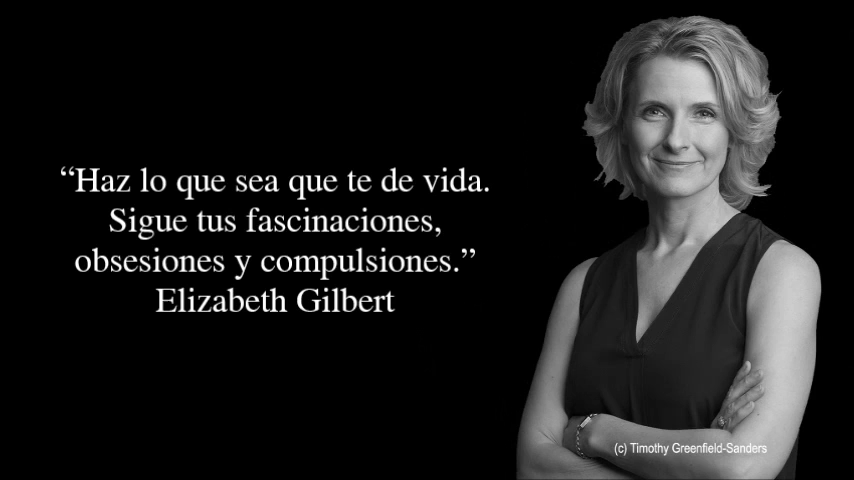 “Haz lo que sea que te de vida.
Sigue tus fascinaciones,
obsesiones y compulsiones.”
Elizabeth Gilbert
(c) Timothy Greenfield-Sanders